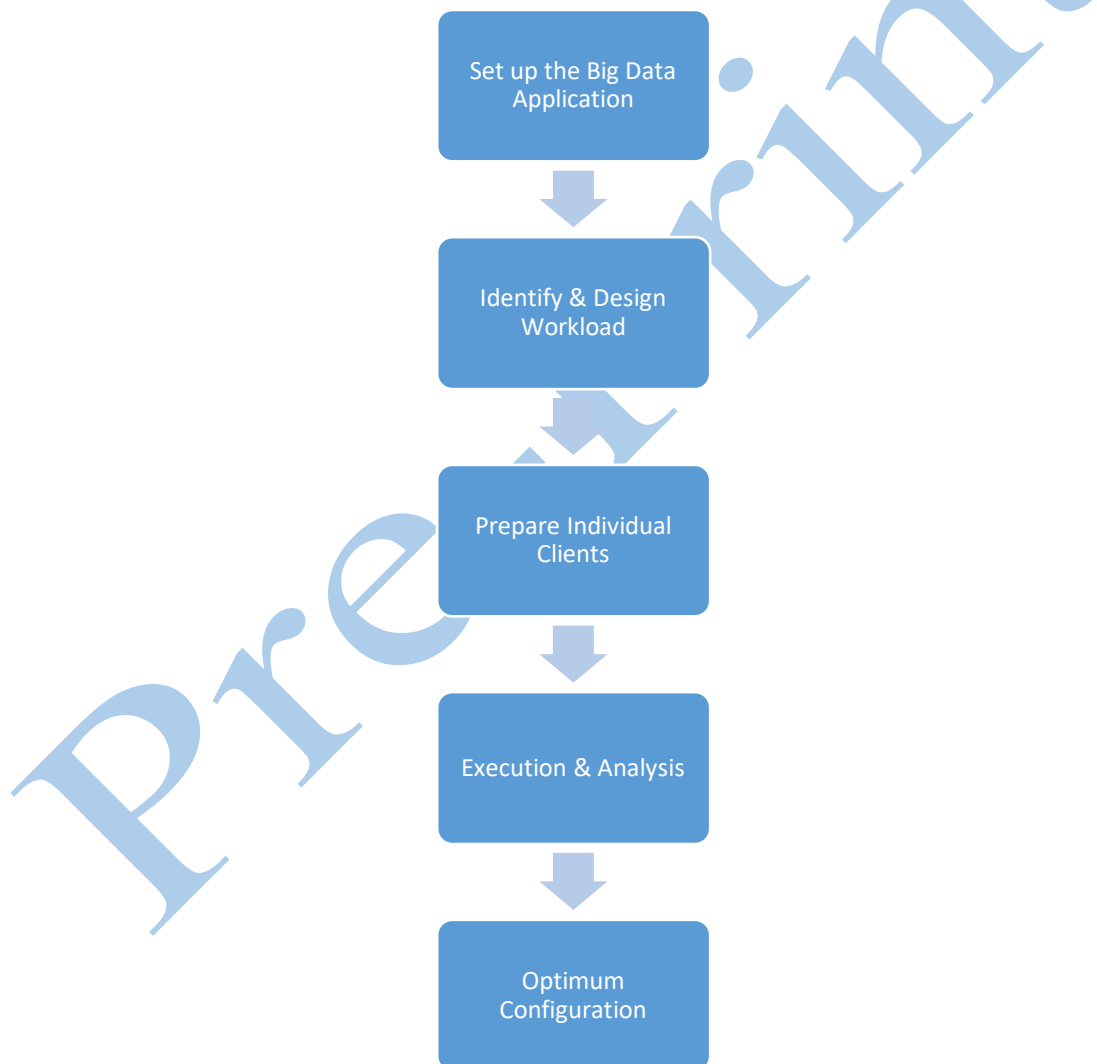 Set up the Big Data
Application
Identify & Design
Workload
Prepare Individual
Clients
Execution & Analysis
Optimum
Configuration